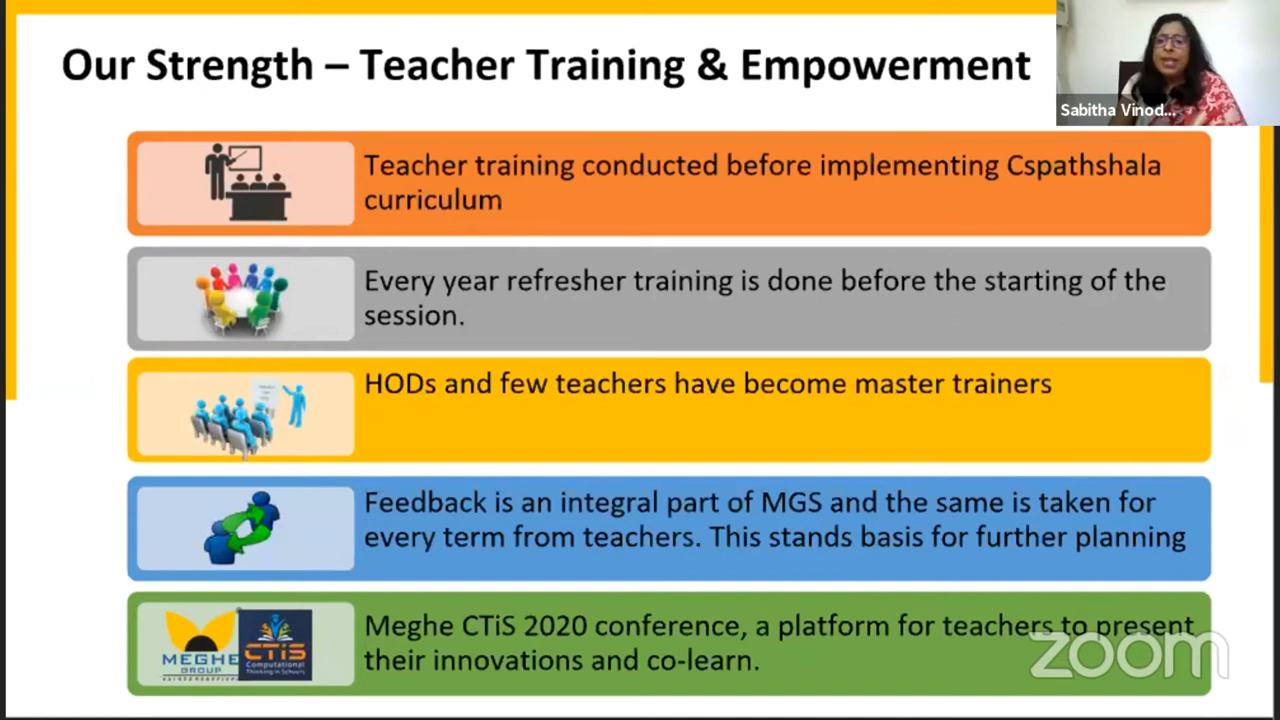 Our Strength – Teacher Training & Empowerment
Sabitha Vinod...
Teacher training conducted before implementing Cspathshala
curriculum
Every year refresher training is done before the starting of the
session.
HODs and few teachers have become master trainers
Feedback is an integral part of MGS and the same is taken for
every term from teachers. This stands basis for further planning
MEGHE
GROUP
CTiS
Computational
Thinking in Schools
Meghe CTiS 2020 conference, a platform for teachers to present
their innovations and co-learn.
zoom